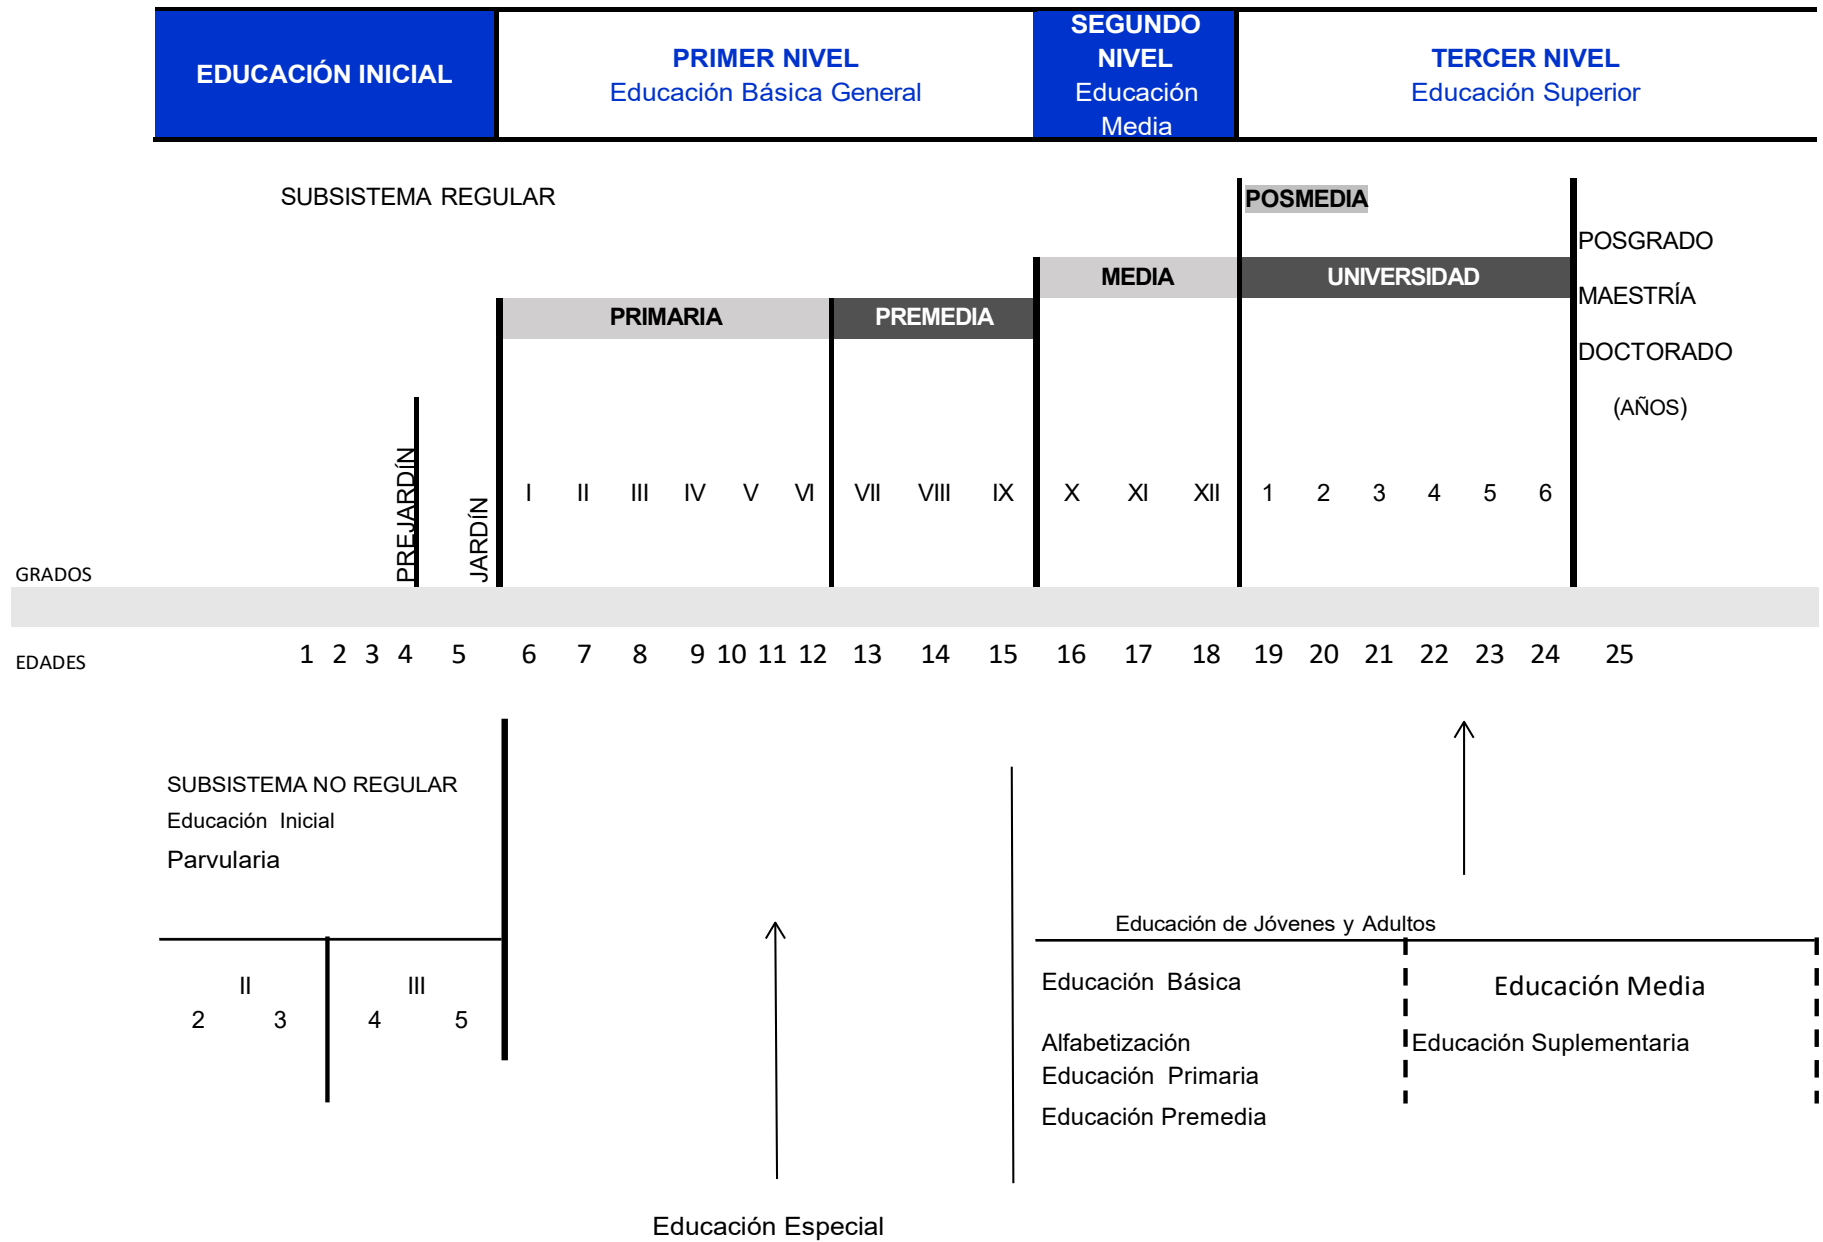 EDUCACIÓN INICIAL
PRIMER NIVEL
Educación Básica General
SEGUNDO
NIVEL
Educación
Media
TERCER NIVEL
Educación Superior
SUBSISTEMA REGULAR
POSMEDIA
POSGRADO
MAESTRÍA
DOCTORADO
(AÑOS)
MEDIA
UNIVERSIDAD
PRIMARIA
PREMEDIA
PREJARDÍN
JARDÍN
I II III IV V VI VII VIII IX X XI XII 1 2 3 4 5 6
GRADOS
EDADES
1 2 3 4 5 6 7 8 9 10 11 12 13 14 15 16 17 18 19 20 21 22 23 24 25
SUBSISTEMA NO REGULAR
Educación Inicial
Parvularia
II III
2 3 4 5
Educación de Jóvenes y Adultos
Educación Básica
Alfabetización
Educación Primaria
Educación Premedia
Educación Media
Educación Suplementaria
Educación Especial